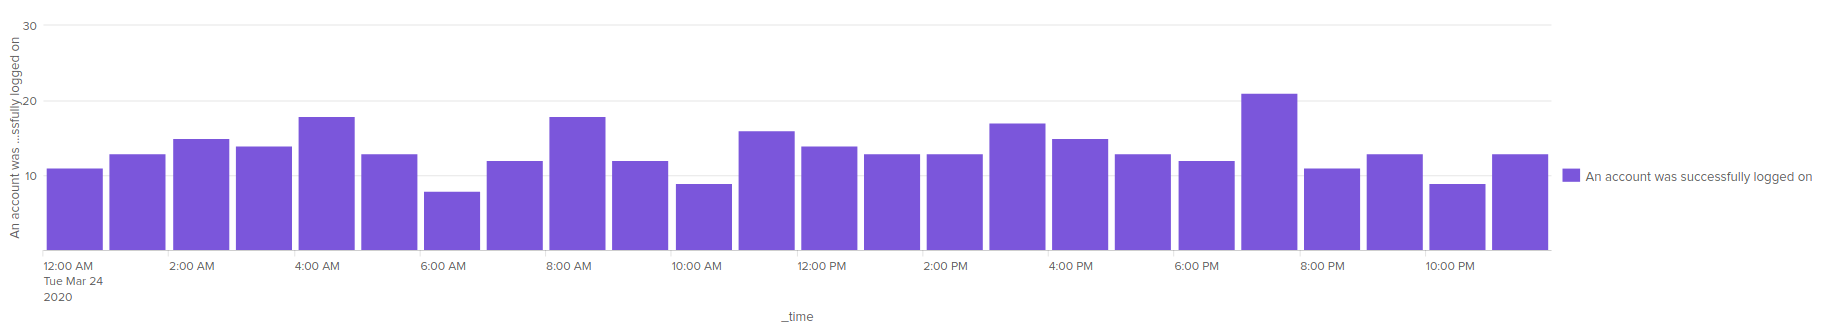 30
20
10
An account was ...ssfully logged on
12:00 AM
Tue Mar 24
2020
2:00 AM
4:00 AM
6:00 AM
8:00 AM
10:00 AM
12:00 PM
2:00 PM
4:00 PM
6:00 PM
8:00 PM
10:00 PM
_time
An account was successfully logged on